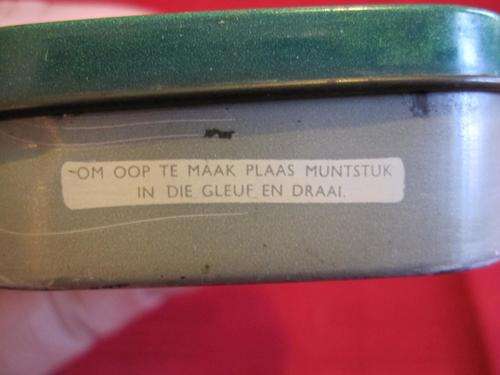 OM OOP TE MAAK PLAAS MUNTSTUK
IN DIE GLEUF EN DRAAI.